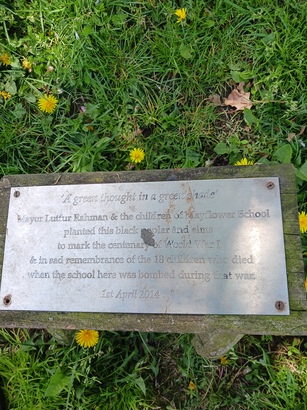 'A green thought in a green shade'
Mayor Lutfur Rahman & the children of Mayflower School
planted this black poplar and elms
to mark the centenary of World War I
& in sad remembrance of the 18 children who died
when the school here was bombed during that war.
1st April 2014